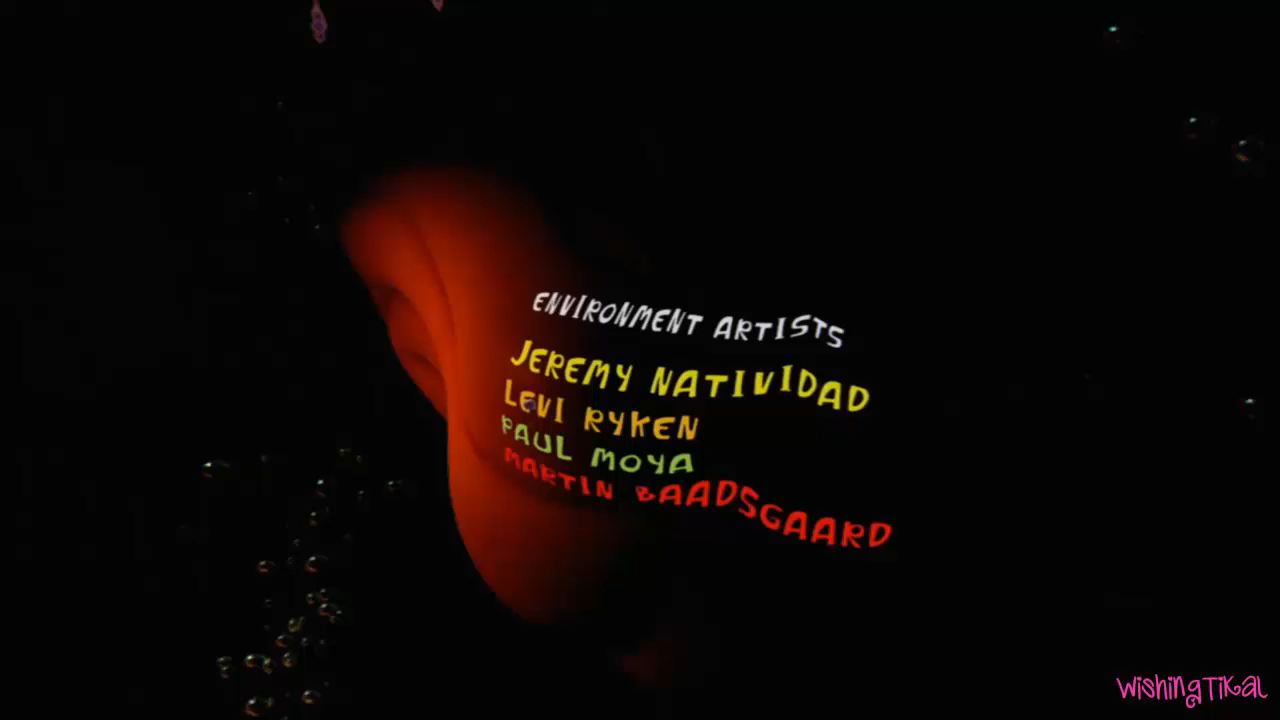 ENVIRONMENT ARTISTS
JEREMY NATIVIDAD
LEVI RYKEN
PAUL MOYA
MARTIN BAADSGAARD
WISHINGTIKAL